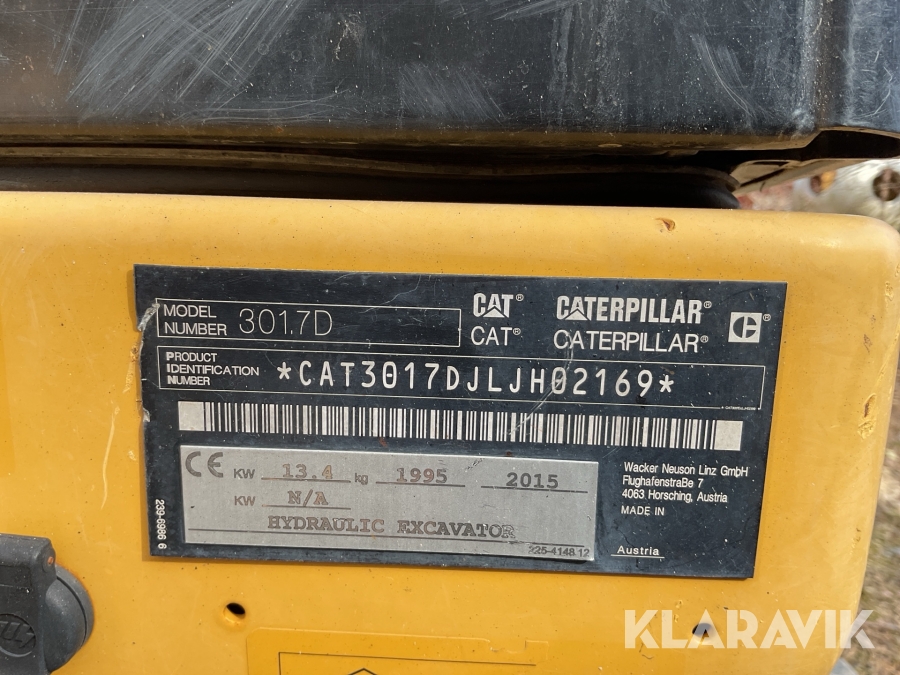 MODEL NUMBER 301.7D
CAT® CATERPILLAR®
CAT® CATERPILLAR®
PRODUCT IDENTIFICATION NUMBER *CAT3017DJLJH02169*
CE KW 13.4 kg 1995 2015
KW N/A
HYDRAULIC EXCAVATOR
225-4148 12
Wacker Neuson Linz GmbH
Flughafenstraße 7
4063 Horsching, Austria
MADE IN
Austria
239-6986 6
KLARAVIK